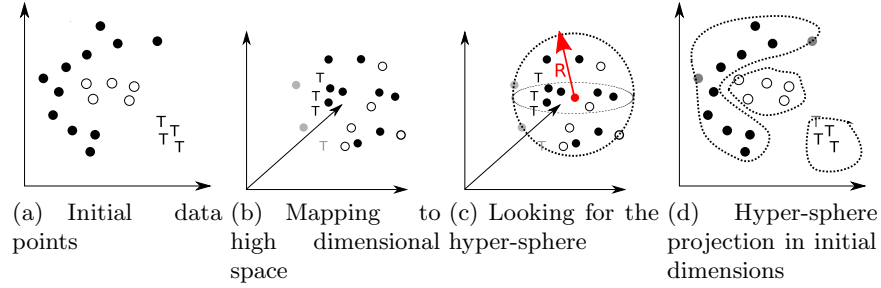 T
T
T
T
T
T
T
T
R
T
T
T
T
T
T
T
T
(a) Initial data points
(b) Mapping to high dimensional space
(c) Looking for the hyper-sphere
(d) Hyper-sphere projection in initial dimensions